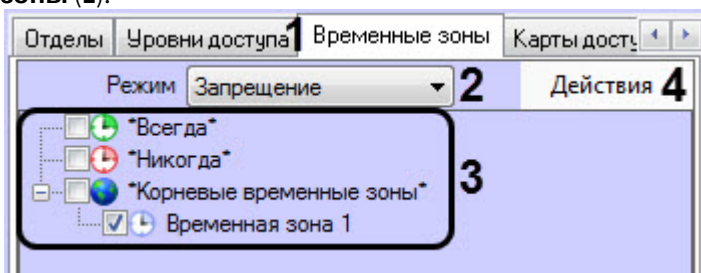 зоны (1).
Отделы Уровни доступа 1 Временные зоны Карты досту
Режим Запрещение 2 Действия 4
*Всегда*
*Никогда*
*Корневые временные зоны* 3
Временная зона 1